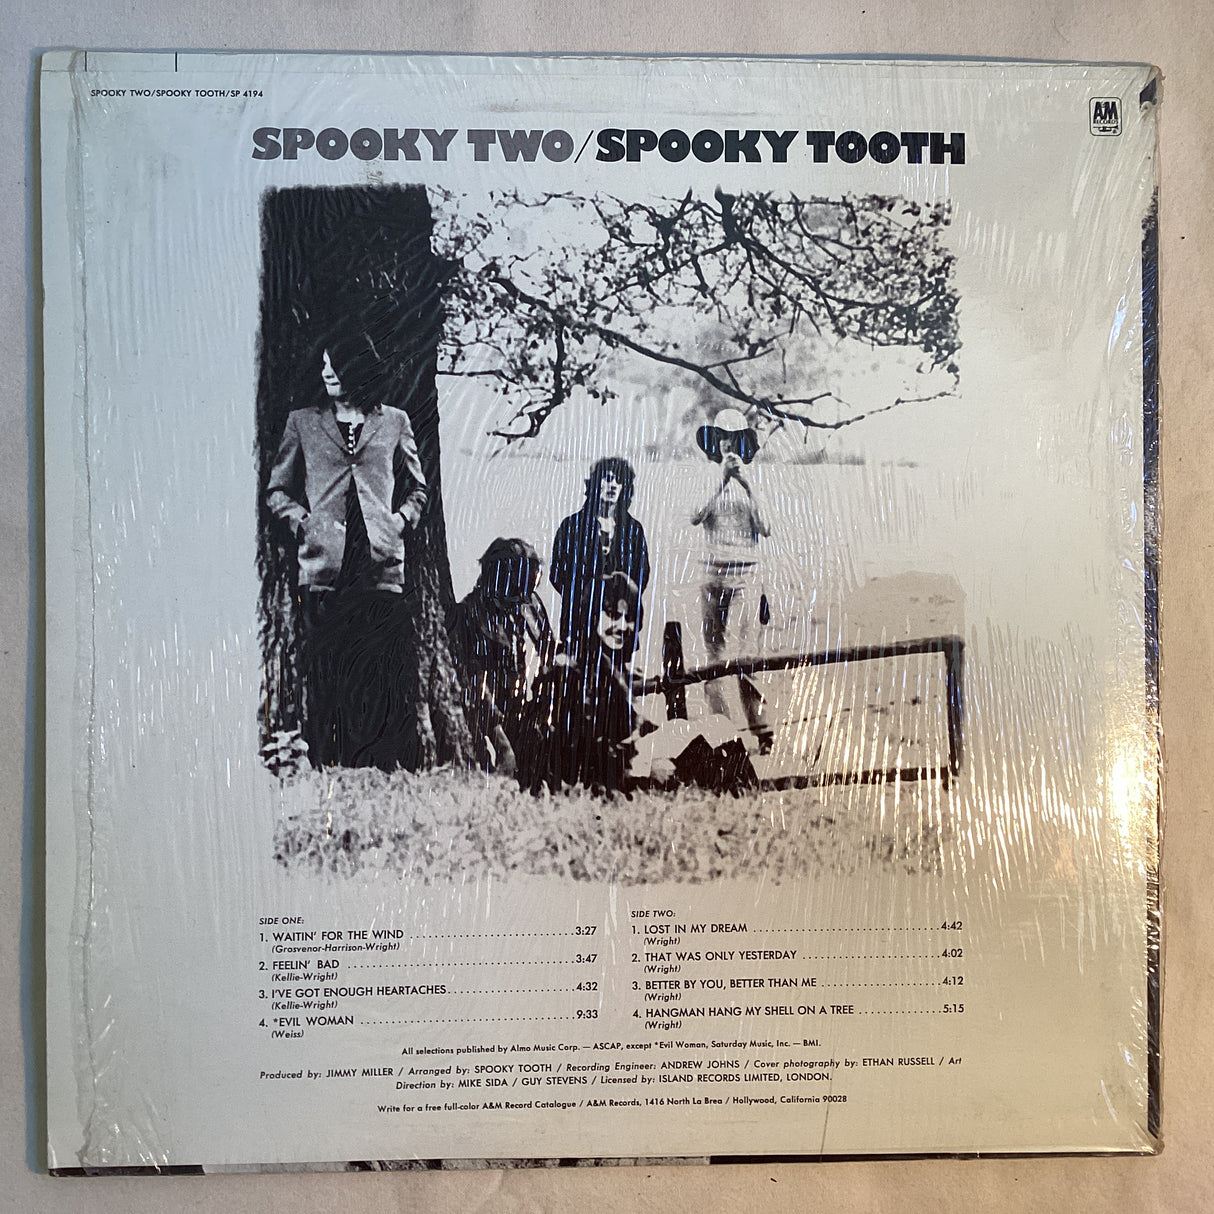 SPOOKY TWO/SPOOKY TOOTH/SP 4194
A&M
RECORDS
SPOOKY TWO/SPOOKY TOOTH
SIDE ONE:
1. WAITIN' FOR THE WIND ........................3:27
(Grosvenor-Harrison-Wright)
2. FEELIN' BAD ..................................3:47
(Kellie-Wright)
3. I'VE GOT ENOUGH HEARTACHES...................4:32
(Kellie-Wright)
4. *EVIL WOMAN ................................9:33
(Weiss)
SIDE TWO:
1. LOST IN MY DREAM ............................4:42
(Wright)
2. THAT WAS ONLY YESTERDAY ....................4:02
(Wright)
3. BETTER BY YOU, BETTER THAN ME .................4:12
(Wright)
4. HANGMAN HANG MY SHELL ON A TREE ............5:15
(Wright)
All selections published by Almo Music Corp. — ASCAP, except *Evil Woman, Saturday Music, Inc. — BMI.
Produced by: JIMMY MILLER / Arranged by: SPOOKY TOOTH / Recording Engineer: ANDREW JOHNS / Cover photography by: ETHAN RUSSELL / Art
Direction by: MIKE SIDA / GUY STEVENS / Licensed by: ISLAND RECORDS LIMITED, LONDON.
Write for a free full-color A&M Record Catalogue / A&M Records, 1416 North La Brea / Hollywood, California 90028